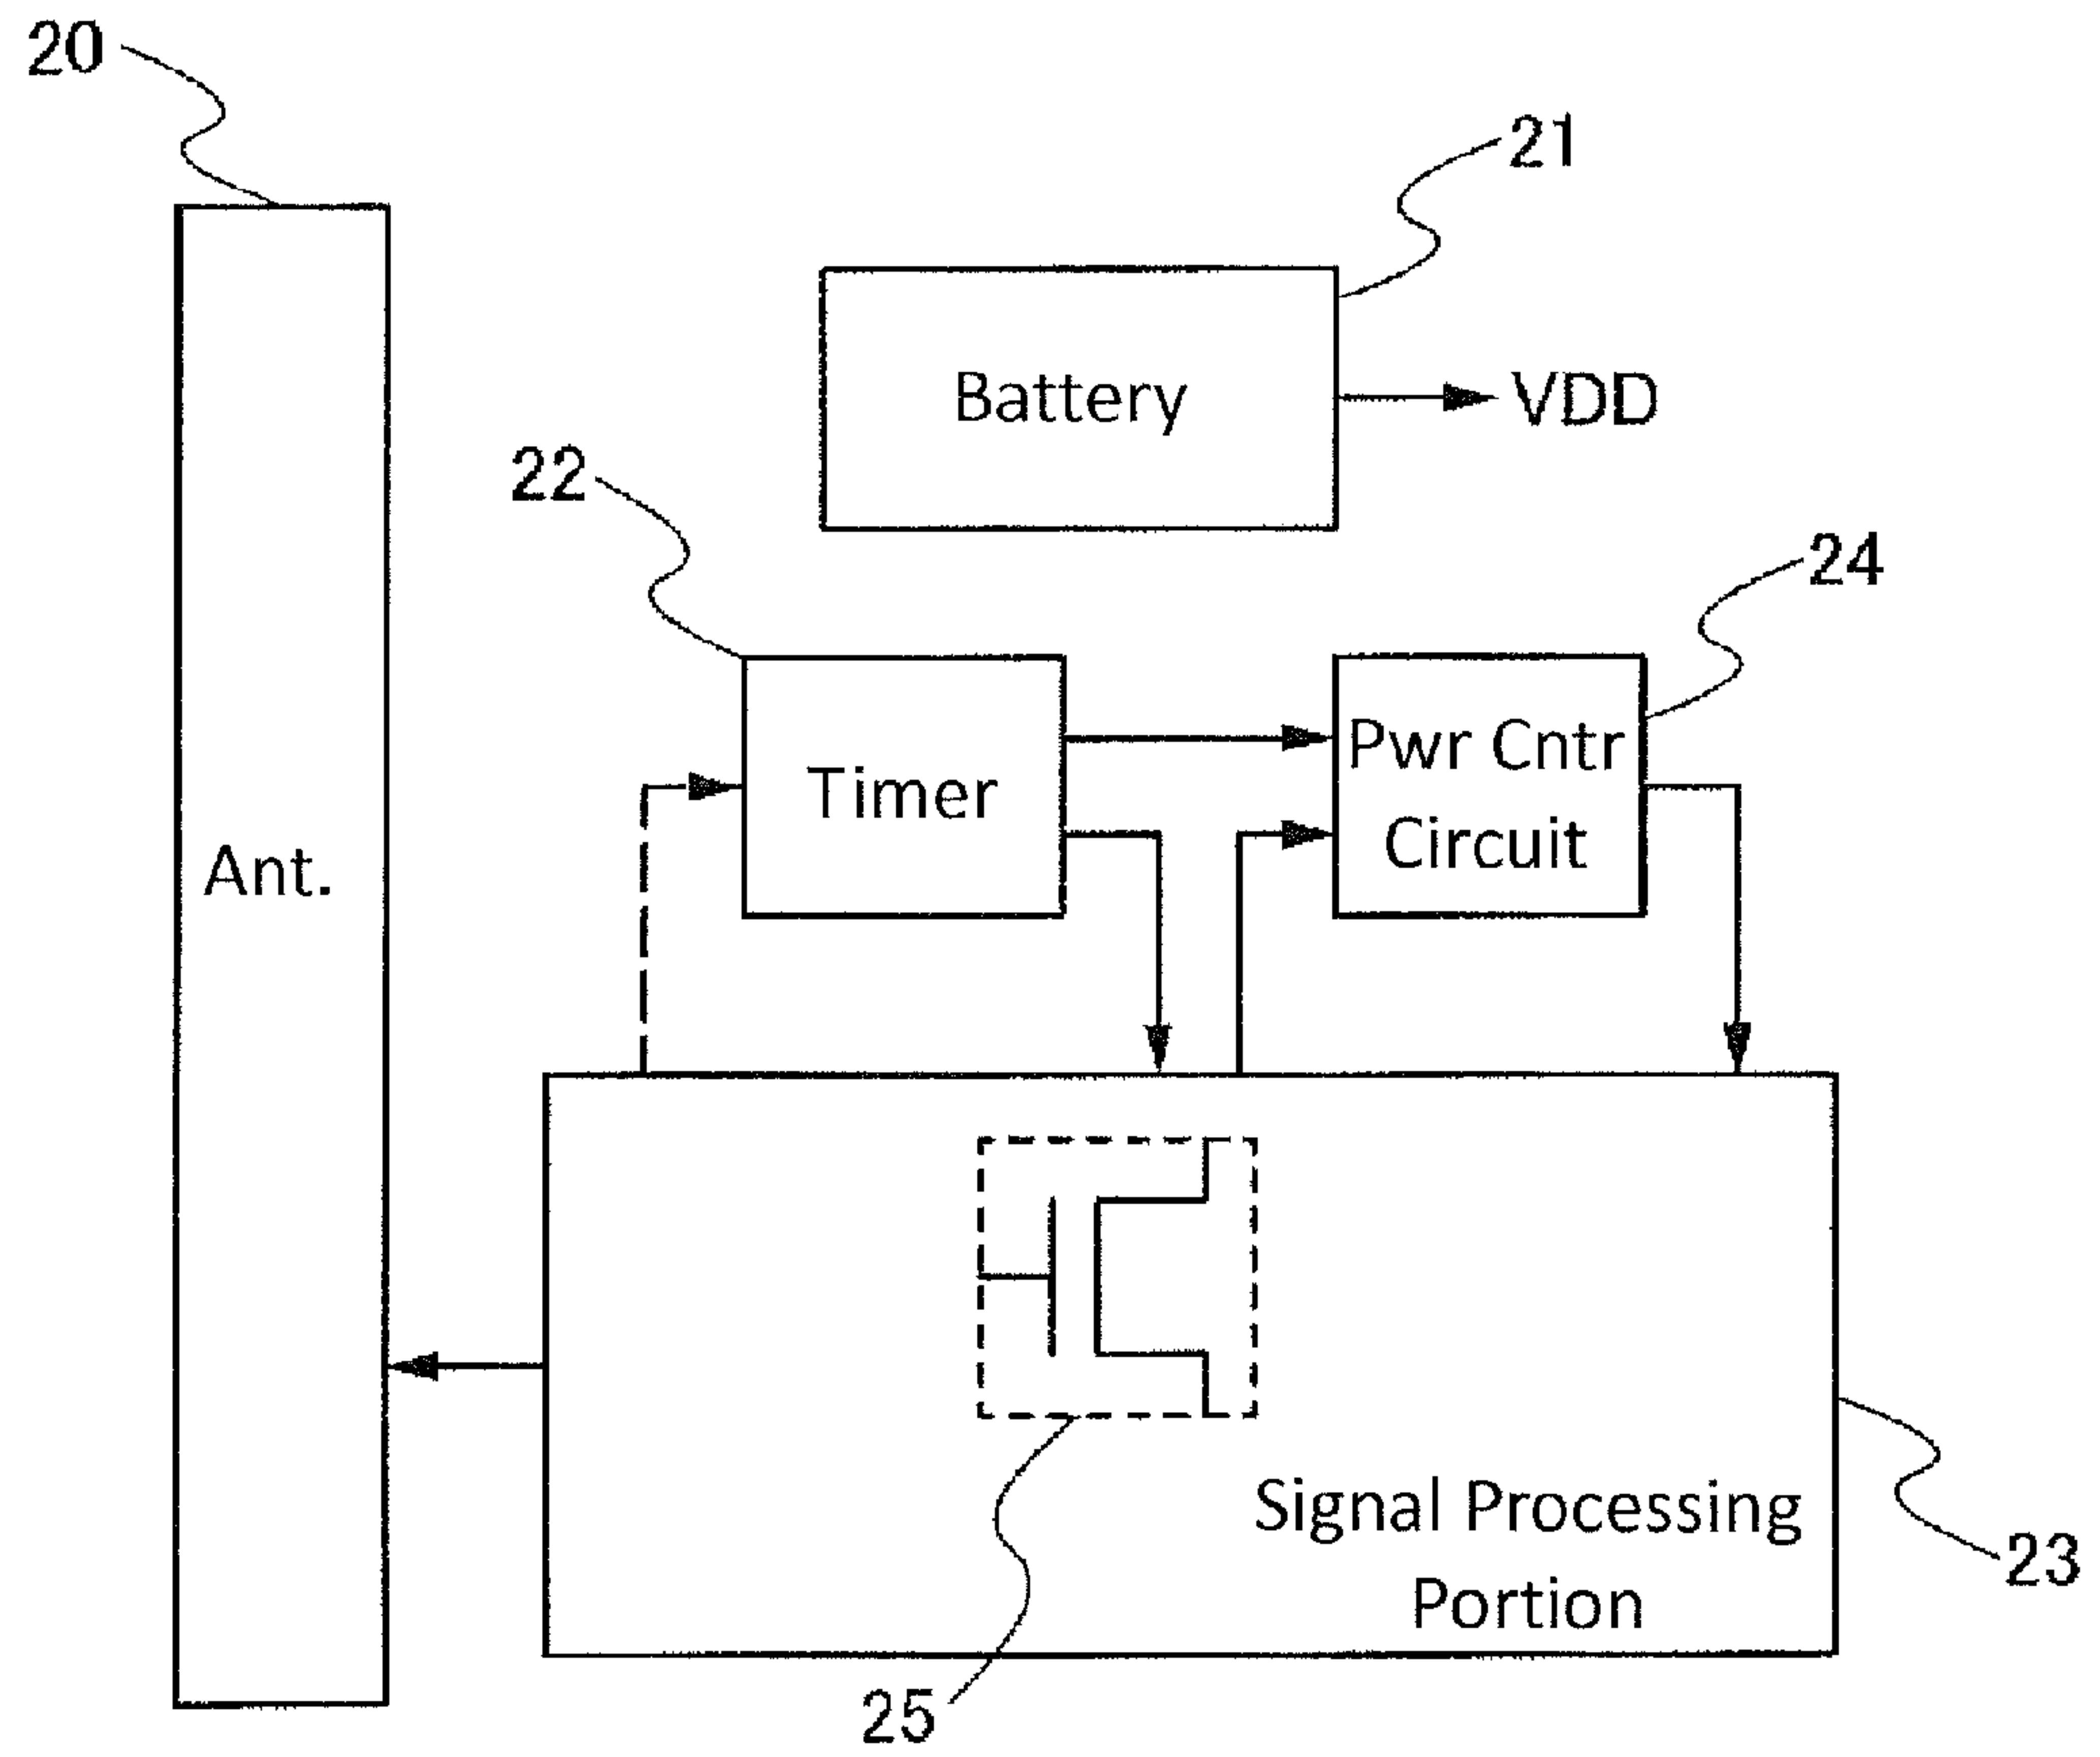 20
21
Battery
VDD
22
24
Timer
Pwr Cntr
Circuit
Ant.
Signal Processing
Portion
23
25